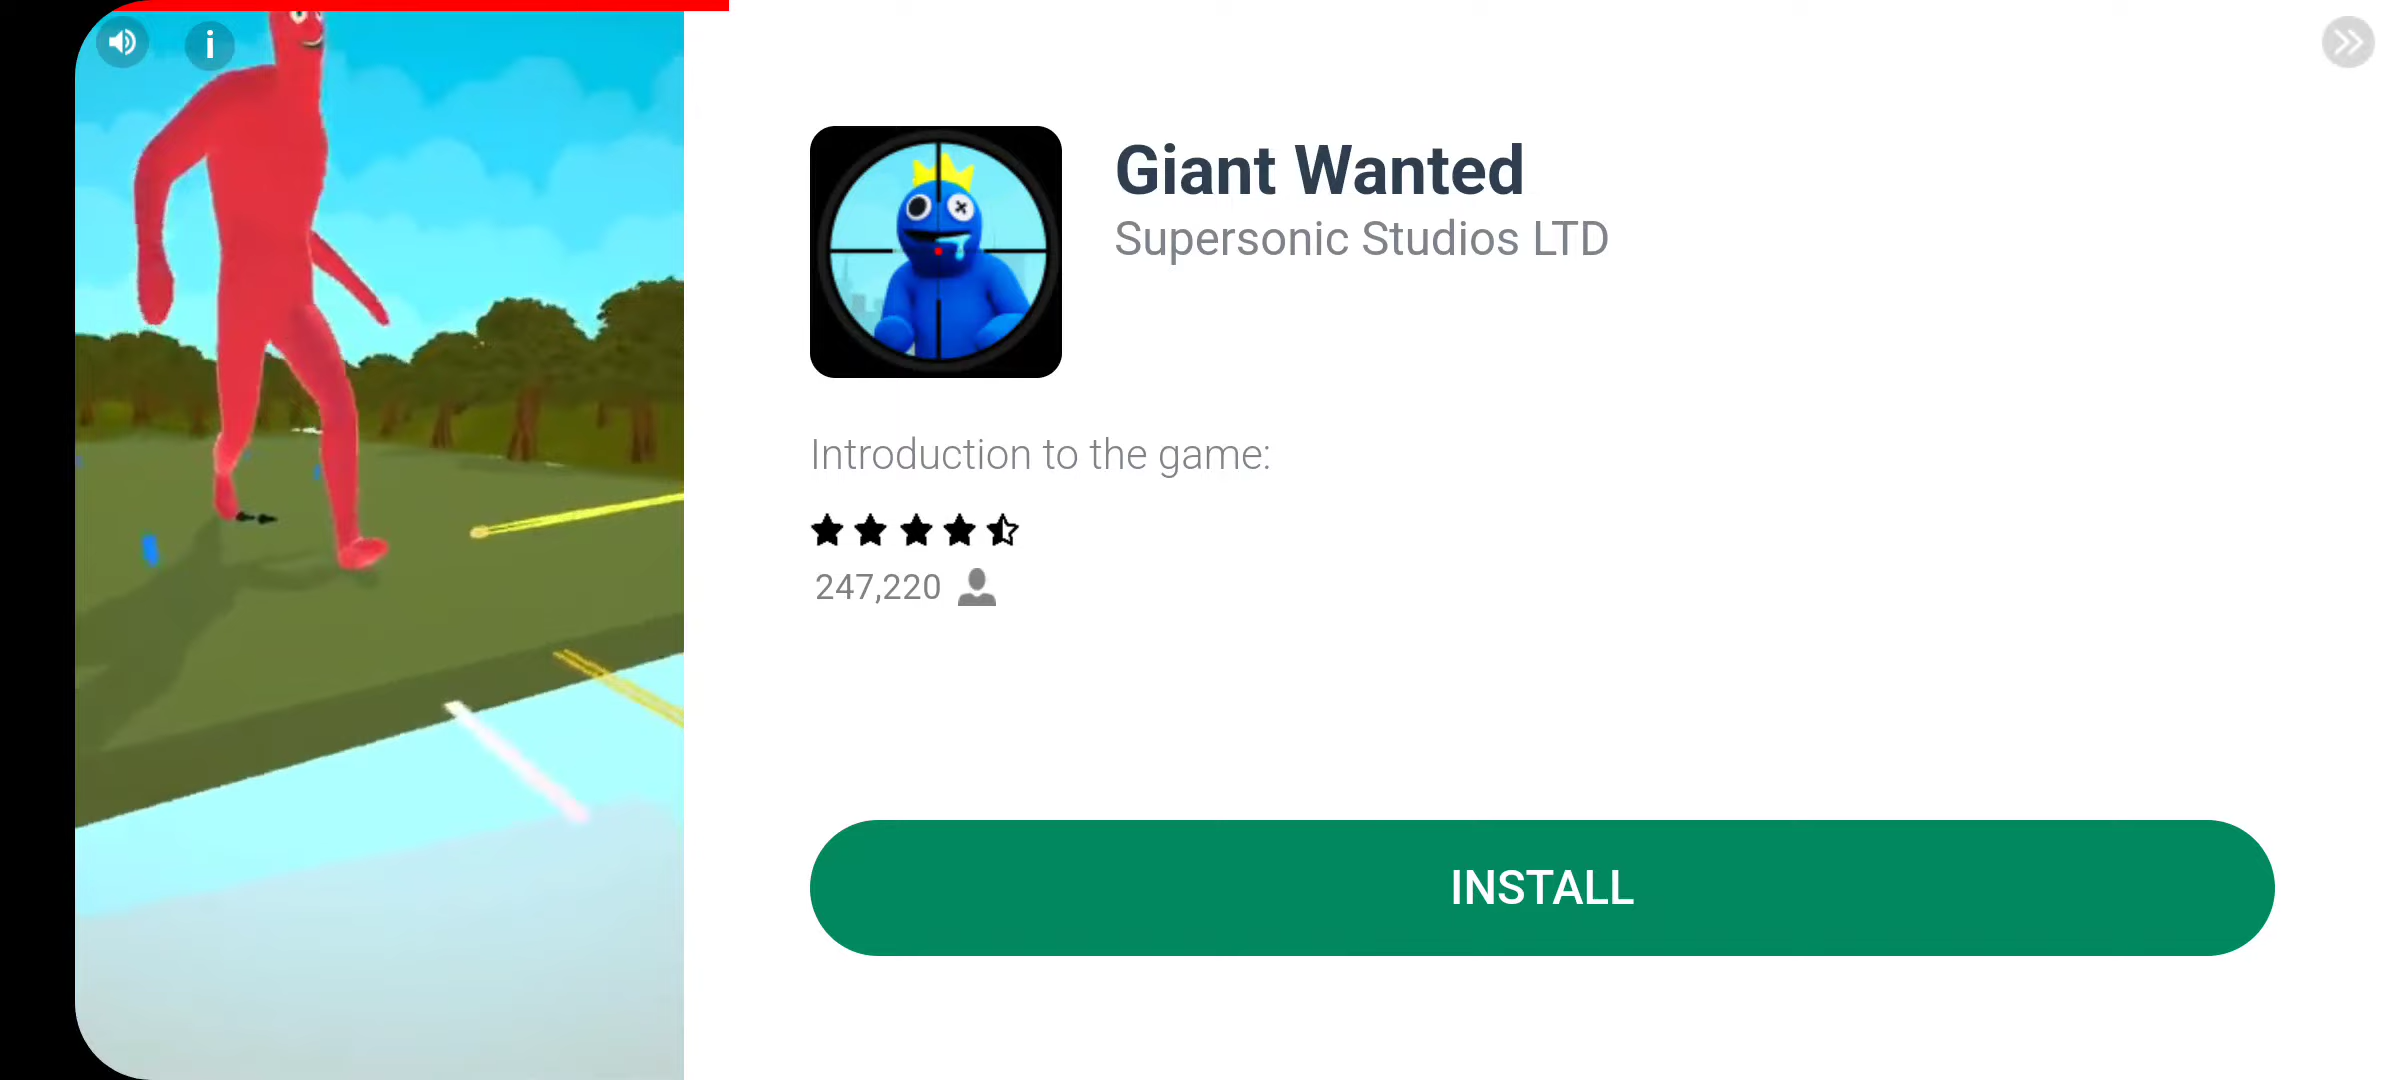 Giant Wanted
Supersonic Studios LTD
Introduction to the game:
247,220
INSTALL